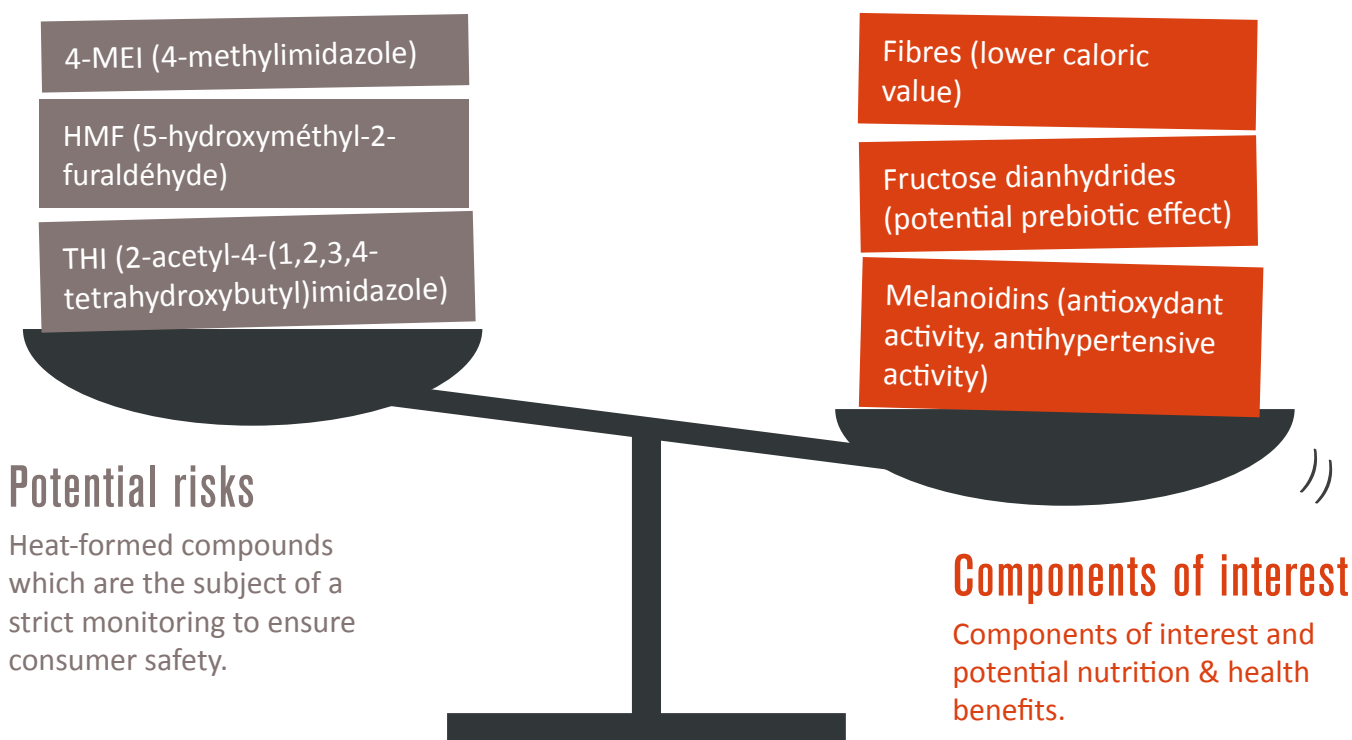 4-MEI (4-methylimidazole)
HMF (5-hydroxyméthyl-2-
furaldéhyde)
THI (2-acetyl-4-(1,2,3,4-
tetrahydroxybutyl)imidazole)
Potential risks
Heat-formed compounds
which are the subject of a
strict monitoring to ensure
consumer safety.
Fibres (lower caloric
value)
Fructose dianhydrides
(potential prebiotic effect)
Melanoidins (antioxydant
activity, antihypertensive
activity)
Components of interest
Components of interest and
potential nutrition & health
benefits.